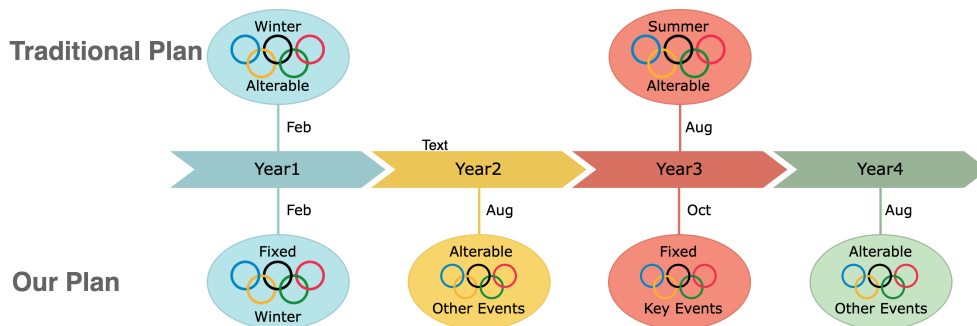 Traditional Plan
Winter
Alterable
Summer
Alterable
Feb
Aug
Text
Year1
Year2
Year3
Year4
Feb
Aug
Oct
Aug
Our Plan
Fixed
Winter
Alterable
Other Events
Fixed
Key Events
Alterable
Other Events